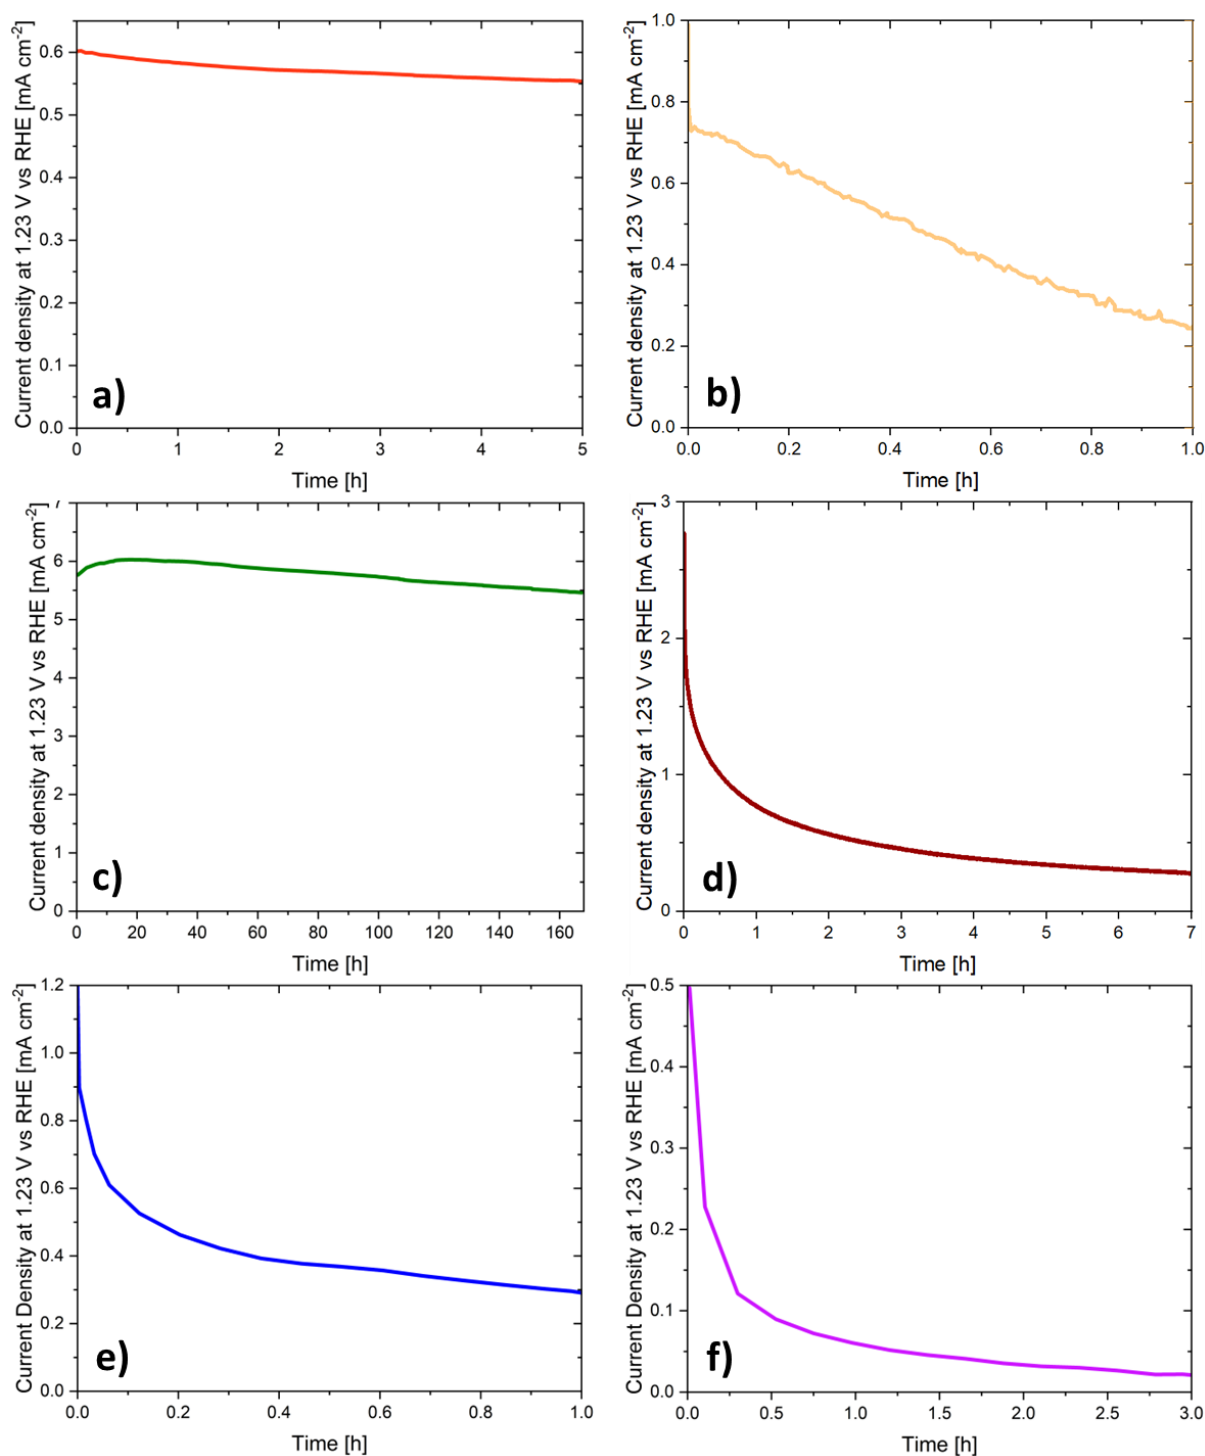 Current density at 1.23 V vs RHE [mA cm⁻²]
0.6
0.5
0.4
0.3
0.2
0.1
0.0
a)
0 1 2 3 4 5
Time [h]
Current density at 1.23 V vs RHE [mA cm⁻²]
1.0
0.8
0.6
0.4
0.2
0.0
b)
0.0 0.2 0.4 0.6 0.8 1.0
Time [h]
Current density at 1.23 V vs RHE [mA cm⁻²]
7
6
5
4
3
2
1
0
c)
0 20 40 60 80 100 120 140 160
Time [h]
Current density at 1.23 V vs RHE [mA cm⁻²]
3
2
1
0
d)
0 1 2 3 4 5 6 7
Time [h]
Current Density at 1.23 V vs RHE [mA cm⁻²]
1.2
1.0
0.8
0.6
0.4
0.2
0.0
e)
0.0 0.2 0.4 0.6 0.8 1.0
Time [h]
Current Density at 1.23 V vs RHE [mA cm⁻²]
0.5
0.4
0.3
0.2
0.1
0.0
f)
0.0 0.5 1.0 1.5 2.0 2.5 3.0
Time [h]